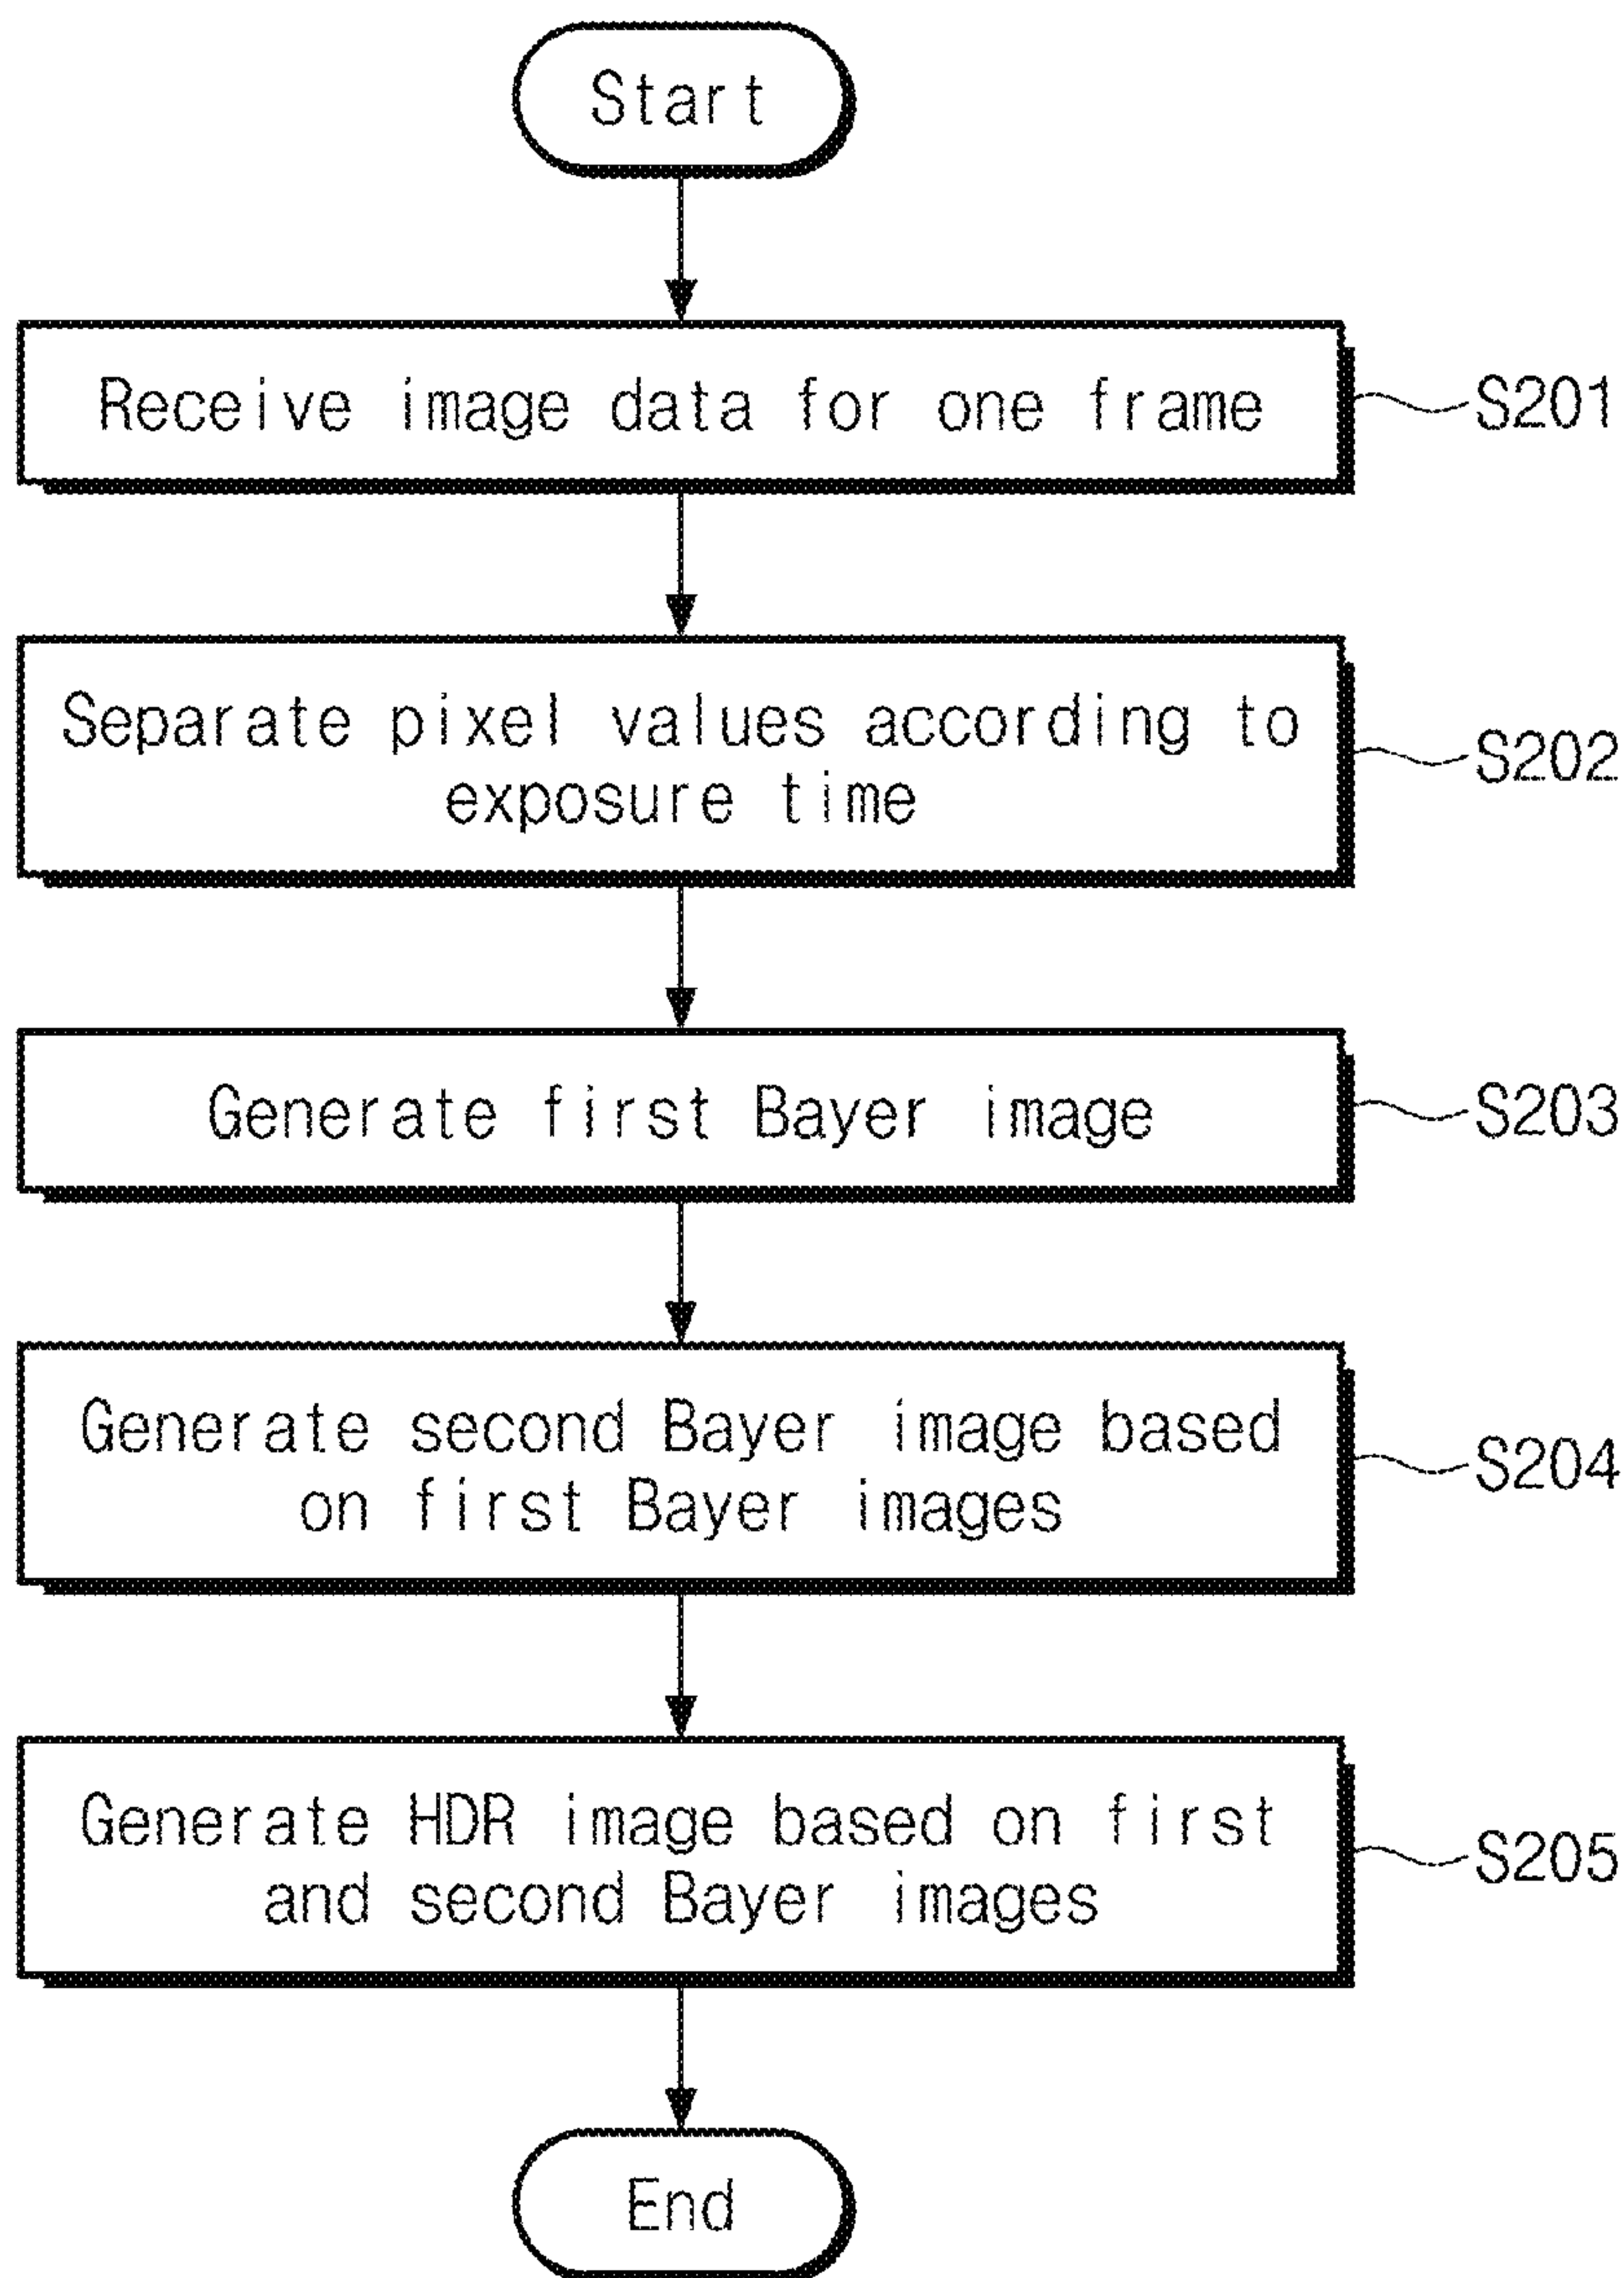 Start
Receive image data for one frame
S201
Separate pixel values according to
exposure time
S202
Generate first Bayer image
S203
Generate second Bayer image based
on first Bayer images
S204
Generate HDR image based on first
and second Bayer images
S205
End